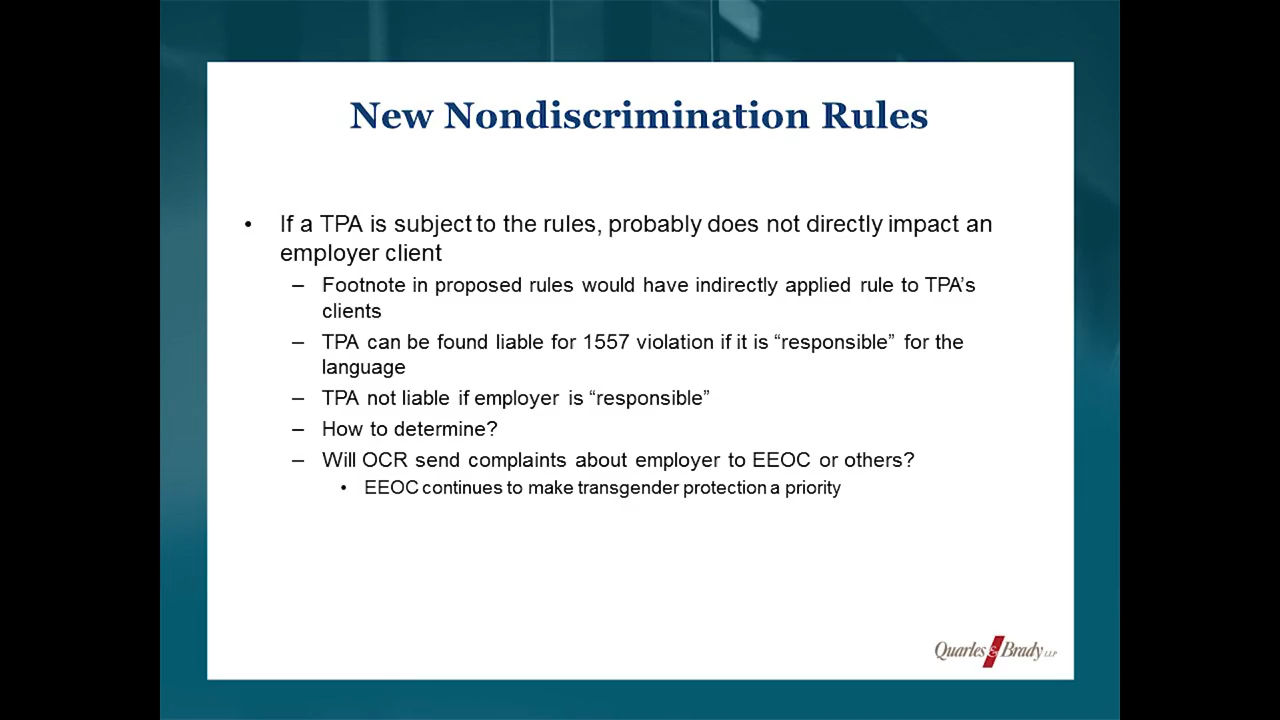 New Nondiscrimination Rules
• If a TPA is subject to the rules, probably does not directly impact an
employer client
– Footnote in proposed rules would have indirectly applied rule to TPA’s
clients
– TPA can be found liable for 1557 violation if it is “responsible” for the
language
– TPA not liable if employer is “responsible”
– How to determine?
– Will OCR send complaints about employer to EEOC or others?
• EEOC continues to make transgender protection a priority
Quarles & Brady LLP